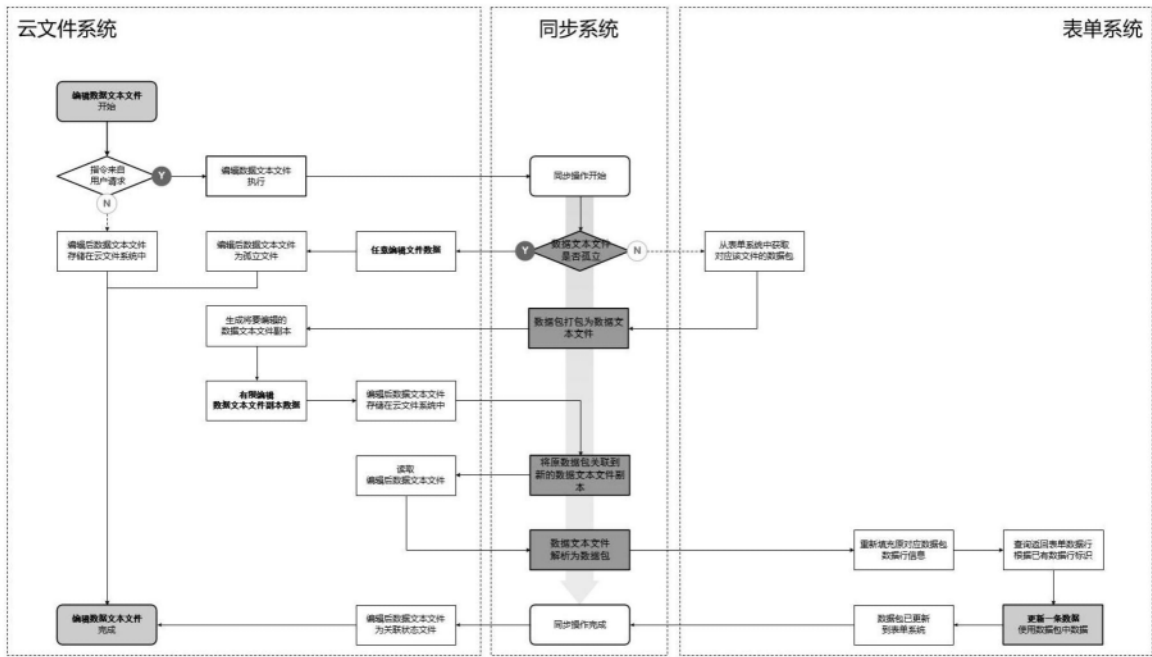 云文件系统
同步系统
表单系统
编辑数据文本文件
开始
指令来自
用户请求
Y
N
编辑数据文本文件
执行
同步操作开始
编辑后数据文本文件
存储在云文件系统中
编辑后数据文本文件
为孤立文件
任意编辑文件数据
Y
数据文本文件
是否孤立
N
从表单系统中获取
对应该文件的数据包
生成将要编辑的
数据文本文件副本
数据包打包为数据文
本文件
有限编辑
数据文本文件副本数据
编辑后数据文本文件
存储在云文件系统中
读取
编辑后数据文本文件
将原数据包关联到
新的数据文本文件副
本
数据文本文件
解析为数据包
重新填充原对应数据包
数据行信息
查询返回表单数据行
根据已有数据行标识
编辑数据文本文件
完成
编辑后数据文本文件
为关联状态文件
同步操作完成
数据包已更新
到表单系统
更新一条数据
使用数据包中数据